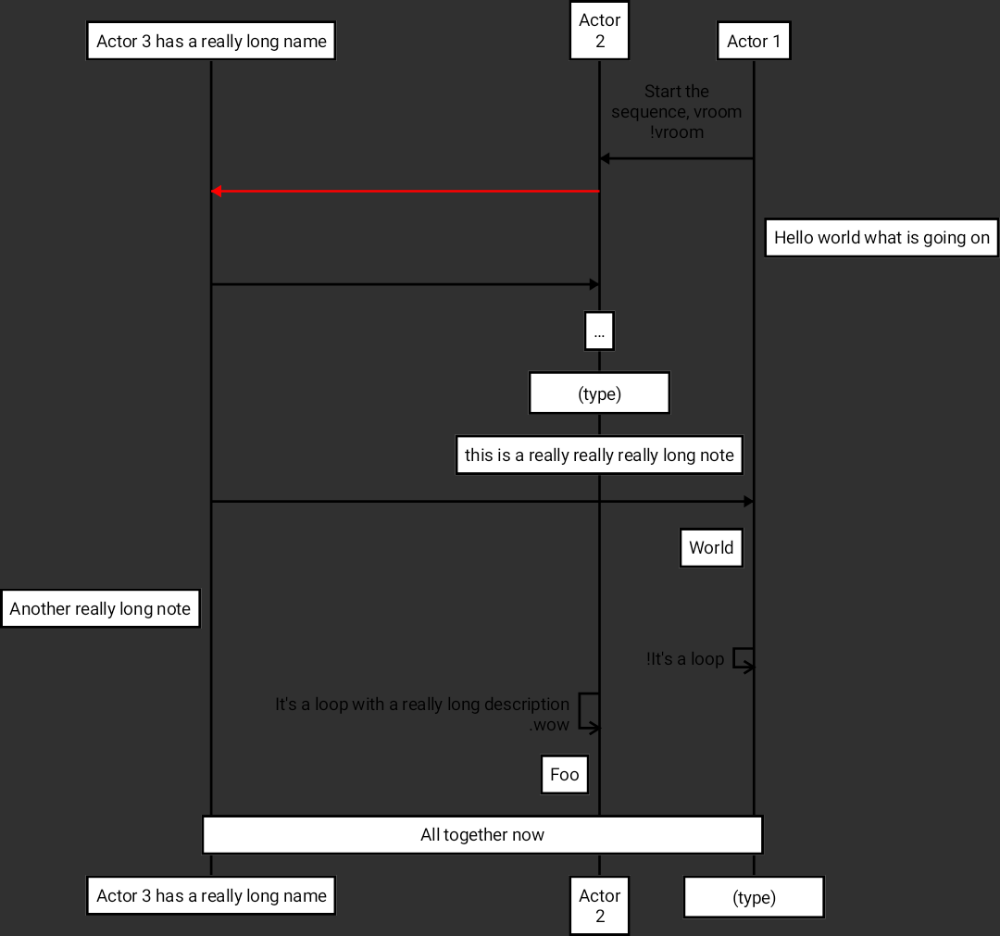 Actor 3 has a really long name
Actor
2
Actor 1
Start the
sequence, vroom
!vroom
Hello world what is going on
...
(type)
this is a really really really long note
World
Another really long note
!It's a loop
It's a loop with a really long description
.wow
Foo
All together now
Actor 3 has a really long name
Actor
2
(type)